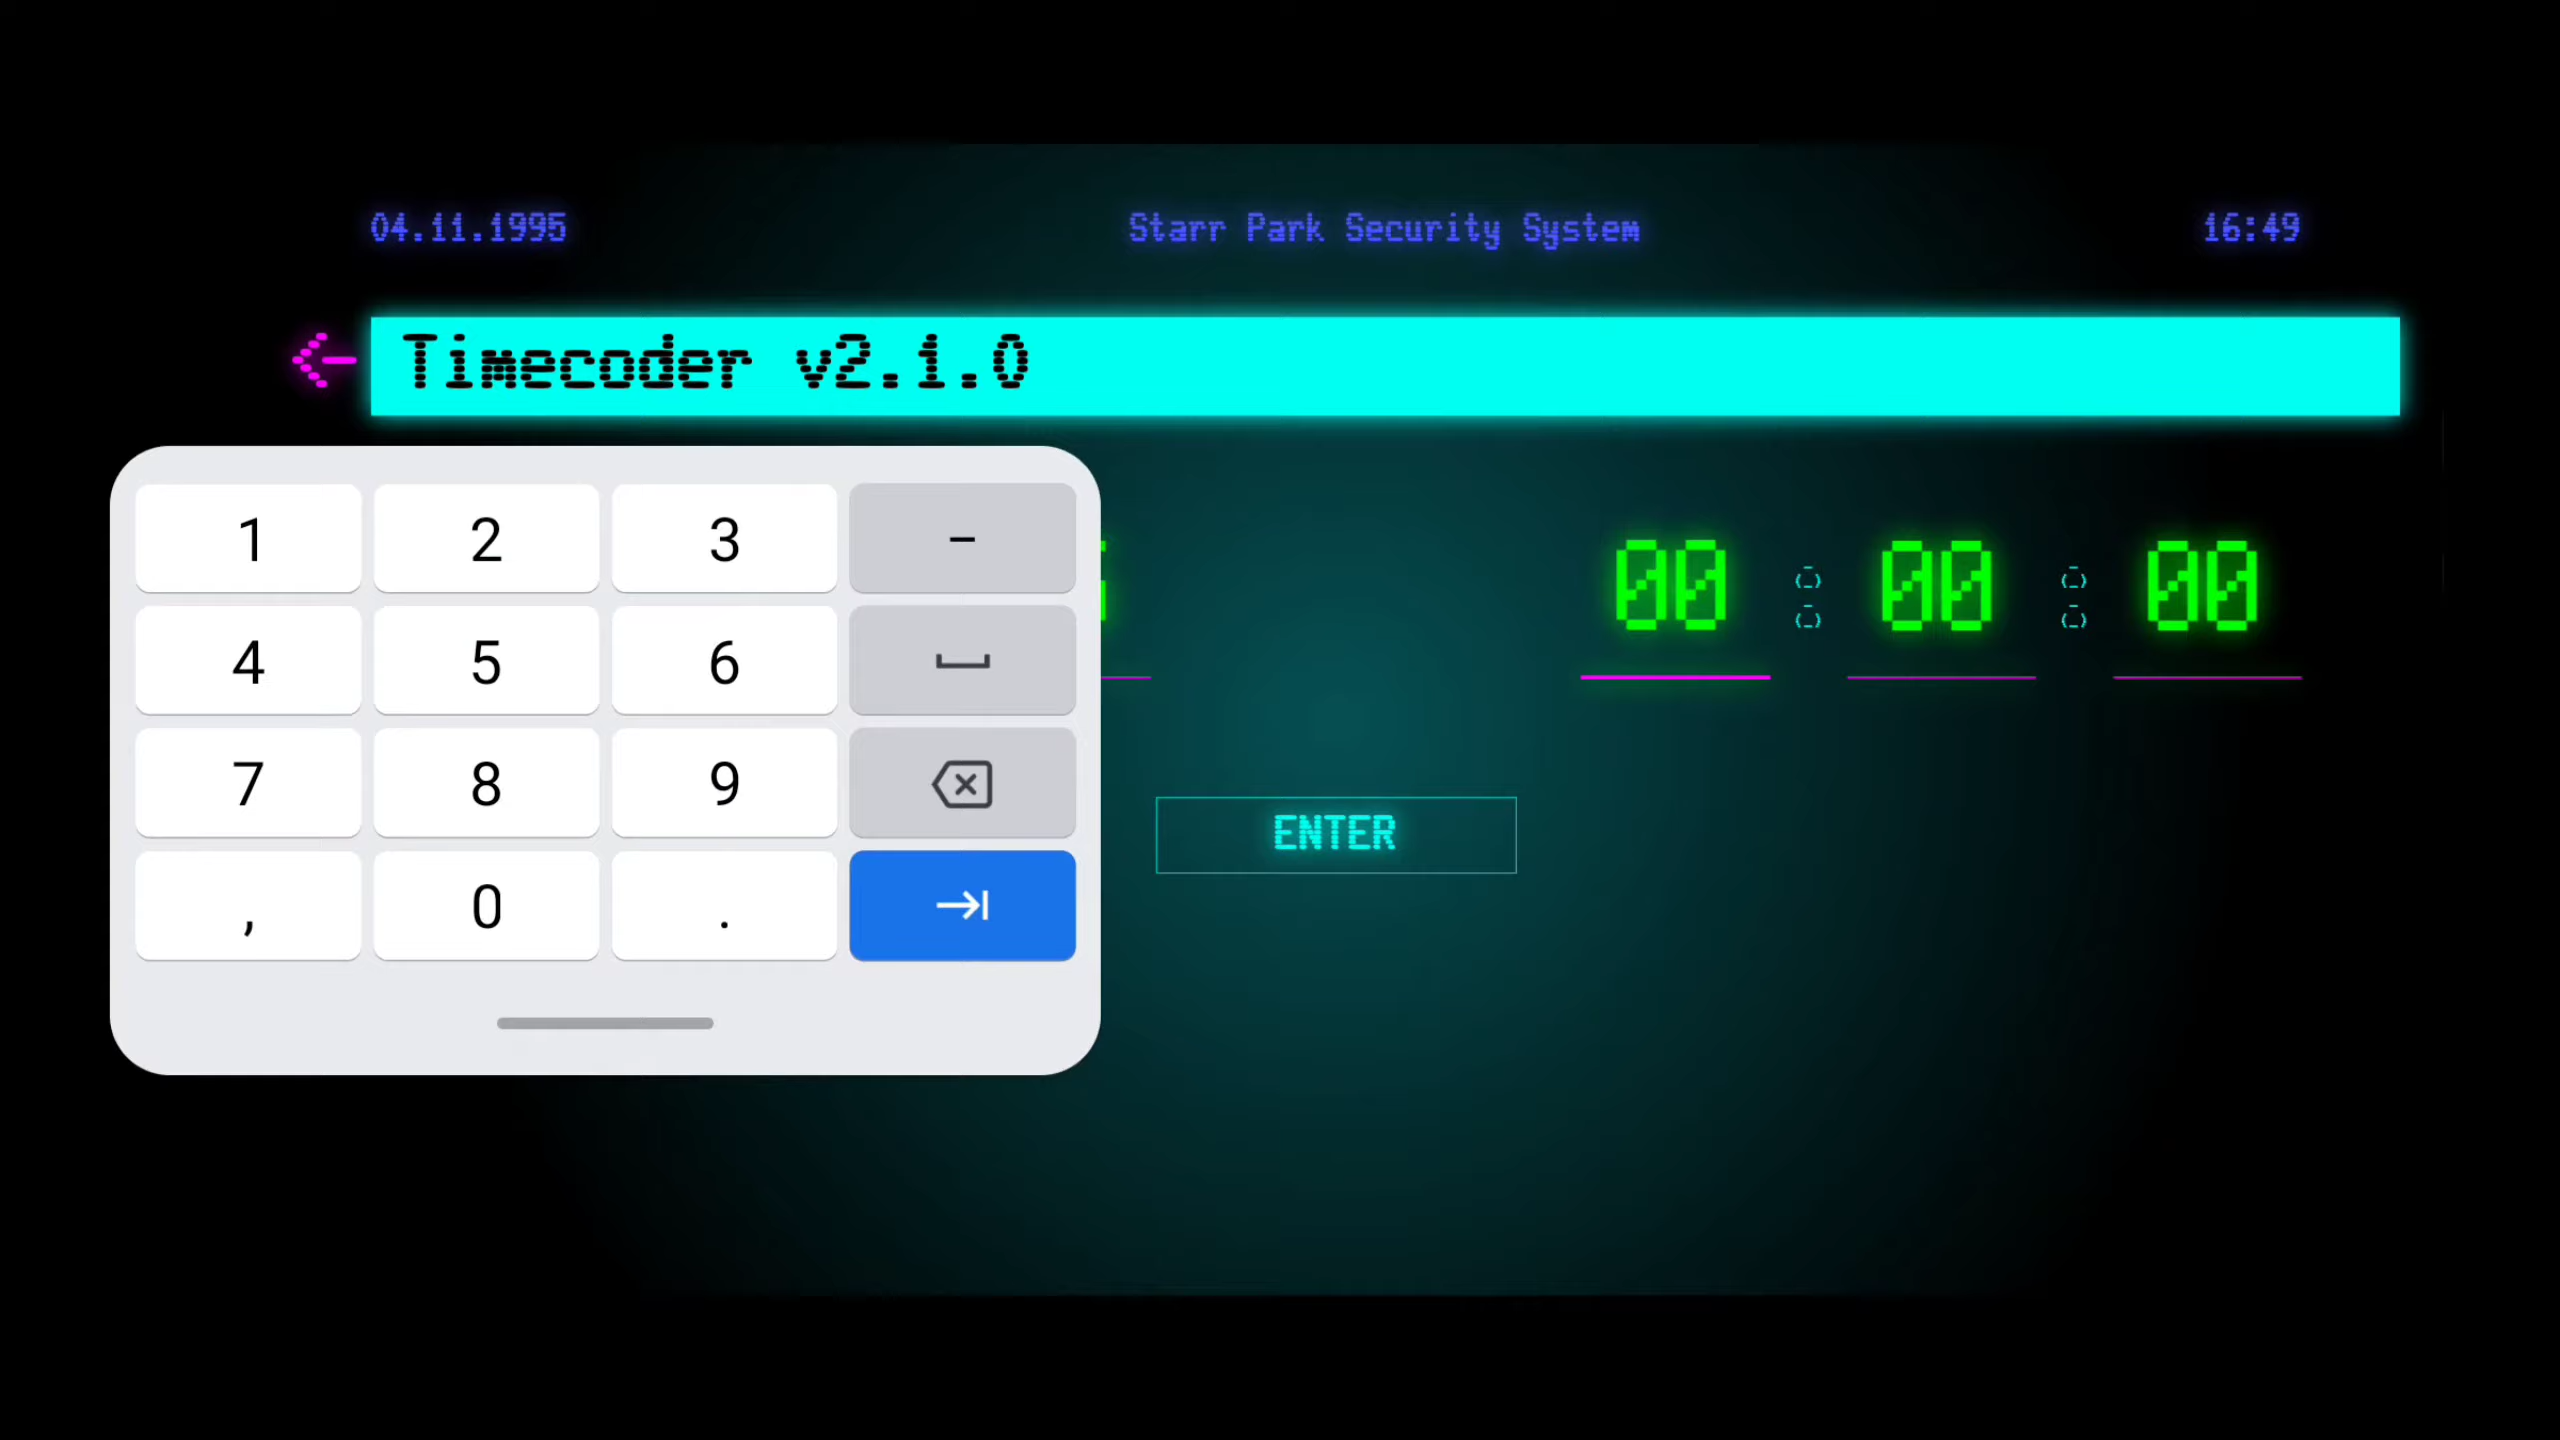 04.11.1995 Starr Park Security System 16:49
Timecoder v2.1.0
1 2 3 -
4 5 6
7 8 9
, 0 .
00 : 00 : 00
ENTER